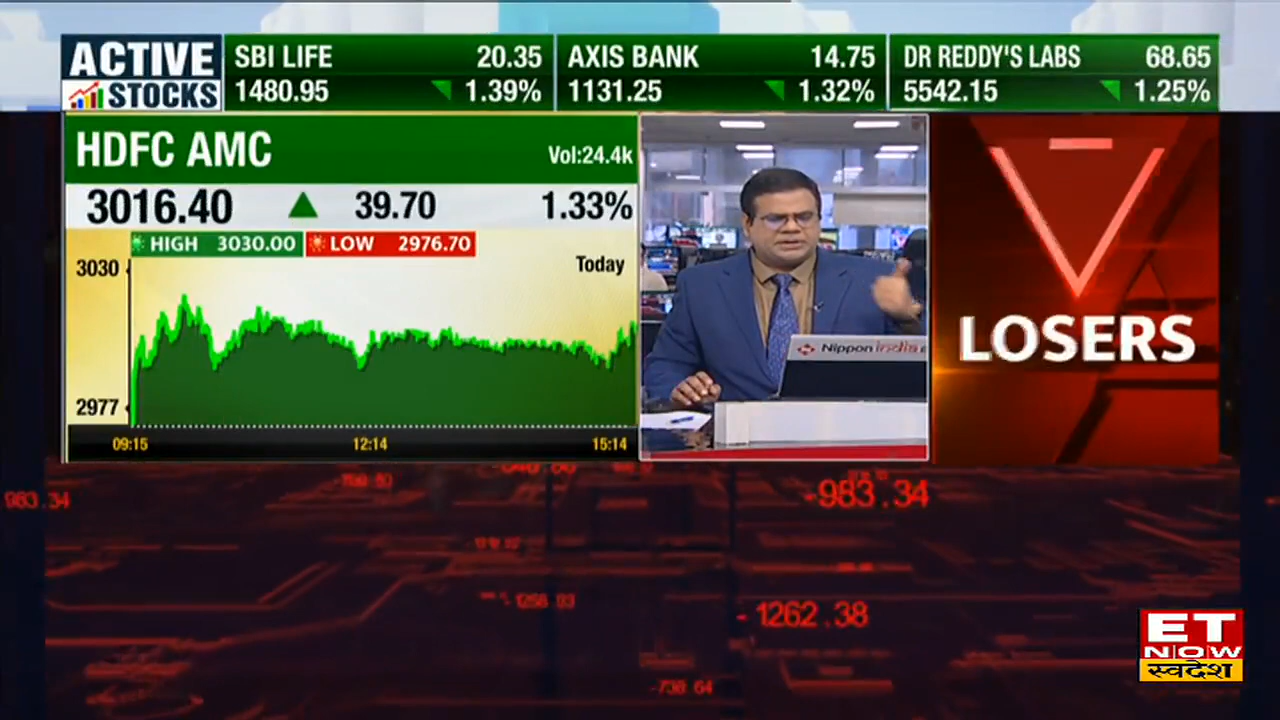 ACTIVE STOCKS
SBI LIFE 20.35
1480.95 1.39%
AXIS BANK 14.75
1131.25 1.32%
DR REDDY'S LABS 68.65
5542.15 1.25%
HDFC AMC Vol:24.4k
3016.40 39.70 1.33%
HIGH 3030.00 LOW 2976.70
Today
3030
2977
09:15 12:14 15:14
Nippon india
LOSERS
983.34
-983.34
-1262.38
ET
NOW
स्वदेश